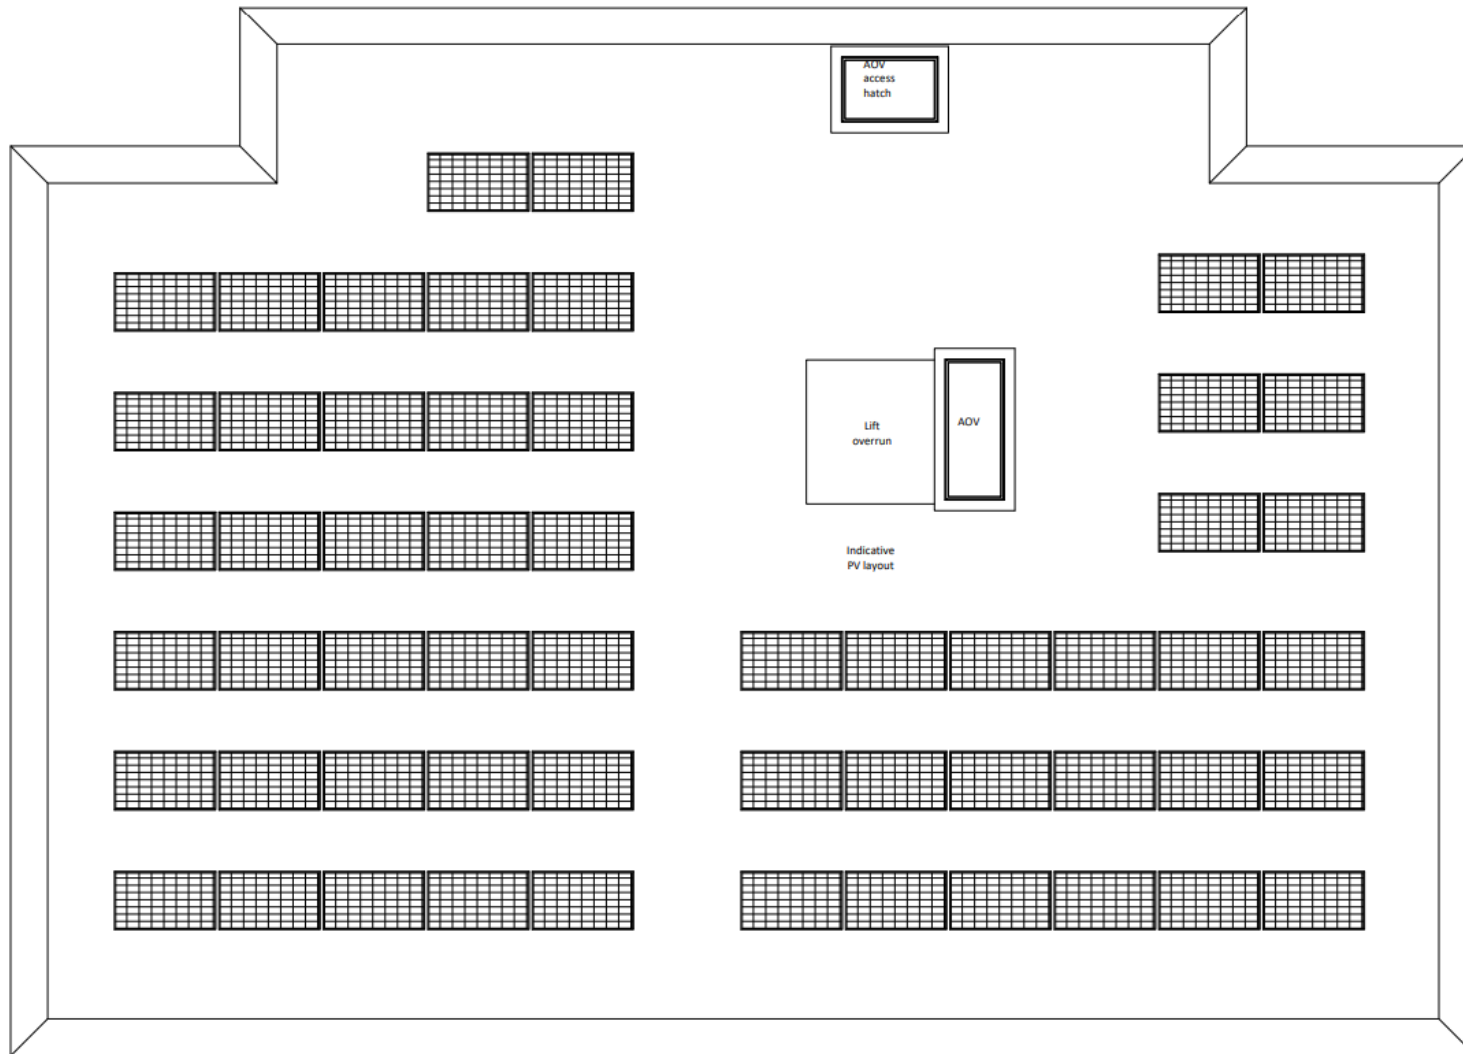 AOV
access
hatch
Lift
overrun
AOV
Indicative
PV layout